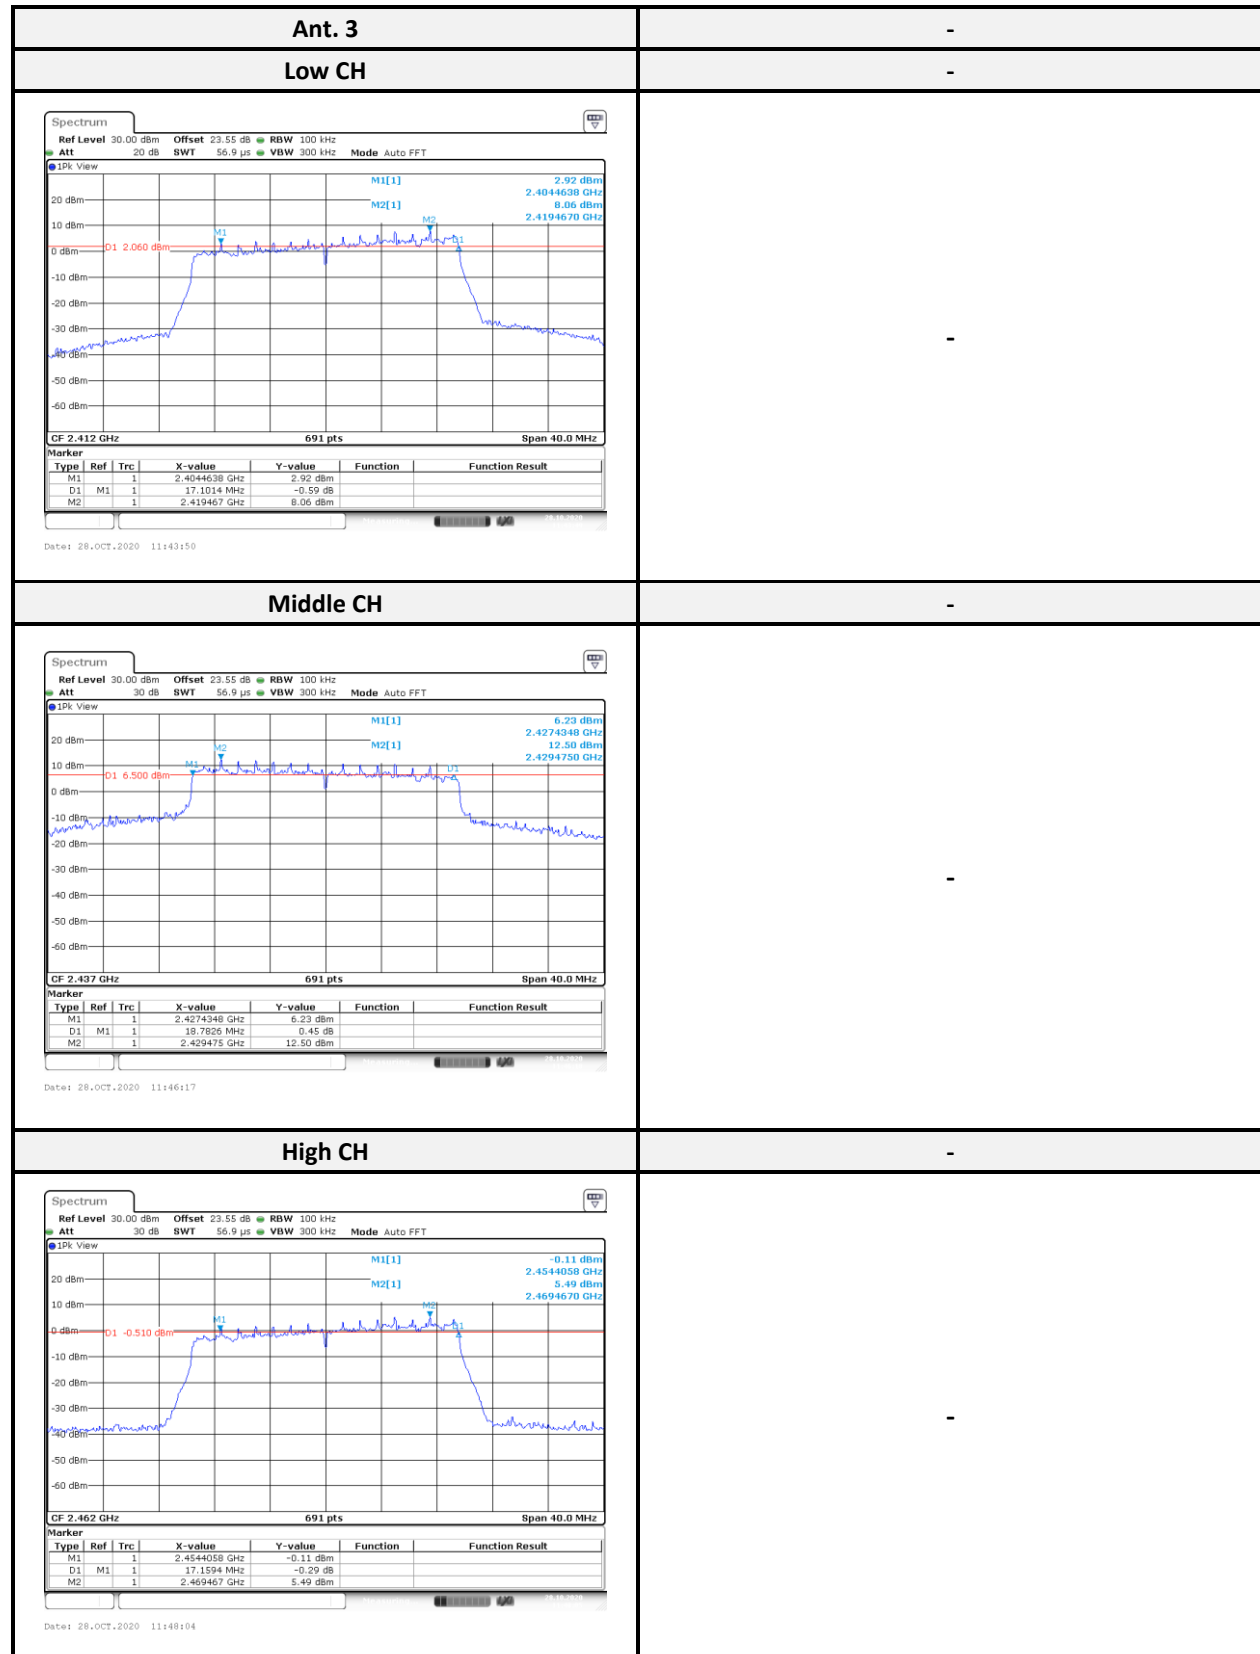 Ant. 3 -
Low CH -
Spectrum
Ref Level 30.00 dBm Offset 23.55 dB RBW 100 kHz
Att 20 dB SWT 56.9 µs VBW 300 kHz Mode Auto FFT
1Pk View
M1[1] 2.92 dBm
2.4044638 GHz
M2[1] 8.06 dBm
2.4194670 GHz
20 dBm
10 dBm
M1
M2
D1
D1 2.060 dBm
0 dBm
-10 dBm
-20 dBm
-30 dBm
-40 dBm
-50 dBm
-60 dBm
CF 2.412 GHz 691 pts Span 40.0 MHz
Marker
Type Ref Trc X-value Y-value Function Function Result
M1 1 2.4044638 GHz 2.92 dBm
D1 M1 1 17.1014 MHz -0.59 dB
M2 1 2.419467 GHz 8.06 dBm
Date: 28.OCT.2020 11:43:50
-
Middle CH -
Spectrum
Ref Level 30.00 dBm Offset 23.55 dB RBW 100 kHz
Att 30 dB SWT 56.9 µs VBW 300 kHz Mode Auto FFT
1Pk View
M1[1] 6.23 dBm
2.4274348 GHz
M2[1] 12.50 dBm
2.4294750 GHz
20 dBm
M2
10 dBm
M1
D1
D1 6.500 dBm
0 dBm
-10 dBm
-20 dBm
-30 dBm
-40 dBm
-50 dBm
-60 dBm
CF 2.437 GHz 691 pts Span 40.0 MHz
Marker
Type Ref Trc X-value Y-value Function Function Result
M1 1 2.4274348 GHz 6.23 dBm
D1 M1 1 18.7826 MHz 0.45 dB
M2 1 2.429475 GHz 12.50 dBm
Date: 28.OCT.2020 11:46:17
-
High CH -
Spectrum
Ref Level 30.00 dBm Offset 23.55 dB RBW 100 kHz
Att 30 dB SWT 56.9 µs VBW 300 kHz Mode Auto FFT
1Pk View
M1[1] -0.11 dBm
2.4544058 GHz
M2[1] 5.49 dBm
2.4694670 GHz
20 dBm
10 dBm
M2
M1
D1
0 dBm
D1 -0.510 dBm
-10 dBm
-20 dBm
-30 dBm
-40 dBm
-50 dBm
-60 dBm
CF 2.462 GHz 691 pts Span 40.0 MHz
Marker
Type Ref Trc X-value Y-value Function Function Result
M1 1 2.4544058 GHz -0.11 dBm
D1 M1 1 17.1594 MHz -0.29 dB
M2 1 2.469467 GHz 5.49 dBm
Date: 28.OCT.2020 11:48:04
-